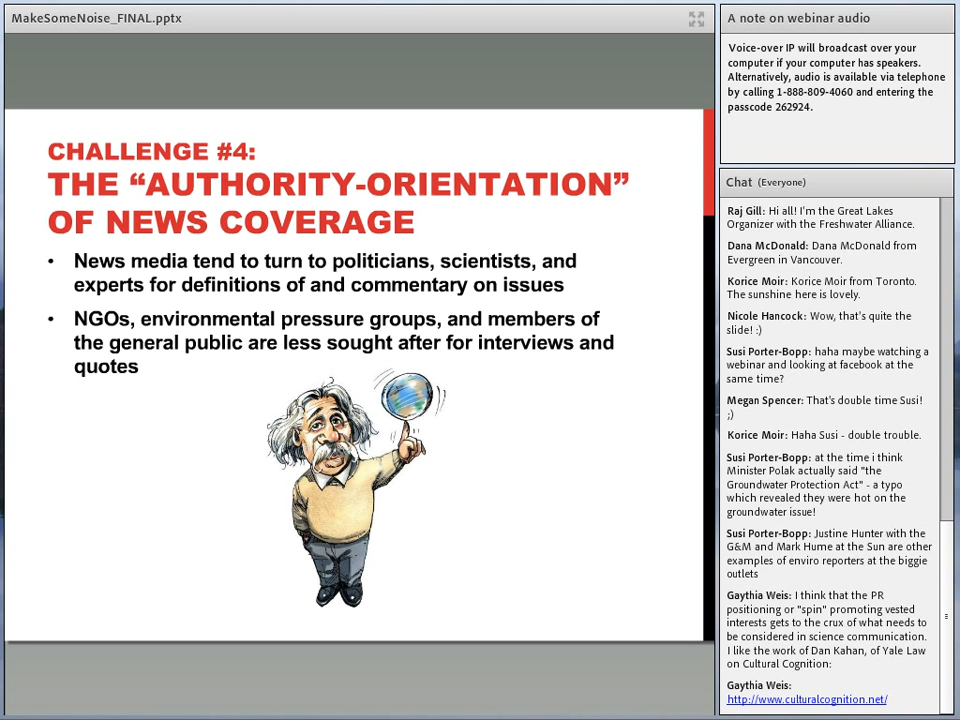 MakeSomeNoise_FINAL.pptx
CHALLENGE #4:
THE “AUTHORITY-ORIENTATION”
OF NEWS COVERAGE
• News media tend to turn to politicians, scientists, and
experts for definitions of and commentary on issues
• NGOs, environmental pressure groups, and members of
the general public are less sought after for interviews and
quotes
A note on webinar audio
Voice-over IP will broadcast over your
computer if your computer has speakers.
Alternatively, audio is available via telephone
by calling 1-888-809-4060 and entering the
passcode 262924.
Chat (Everyone)
Raj Gill: Hi all! I'm the Great Lakes
Organizer with the Freshwater Alliance.
Dana McDonald: Dana McDonald from
Evergreen in Vancouver.
Korice Moir: Korice Moir from Toronto.
The sunshine here is lovely.
Nicole Hancock: Wow, that's quite the
slide! :)
Susi Porter-Bopp: haha maybe watching a
webinar and looking at facebook at the
same time?
Megan Spencer: That's double time Susi!
;)
Korice Moir: Haha Susi - double trouble.
Susi Porter-Bopp: at the time i think
Minister Polak actually said "the
Groundwater Protection Act" - a typo
which revealed they were hot on the
groundwater issue!
Susi Porter-Bopp: Justine Hunter with the
G&M and Mark Hume at the Sun are other
examples of enviro reporters at the biggie
outlets
Gaythia Weis: I think that the PR
positioning or "spin" promoting vested
interests gets to the crux of what needs to
be considered in science communication.
I like the work of Dan Kahan, of Yale Law
on Cultural Cognition:
Gaythia Weis:
http://www.culturalcognition.net/